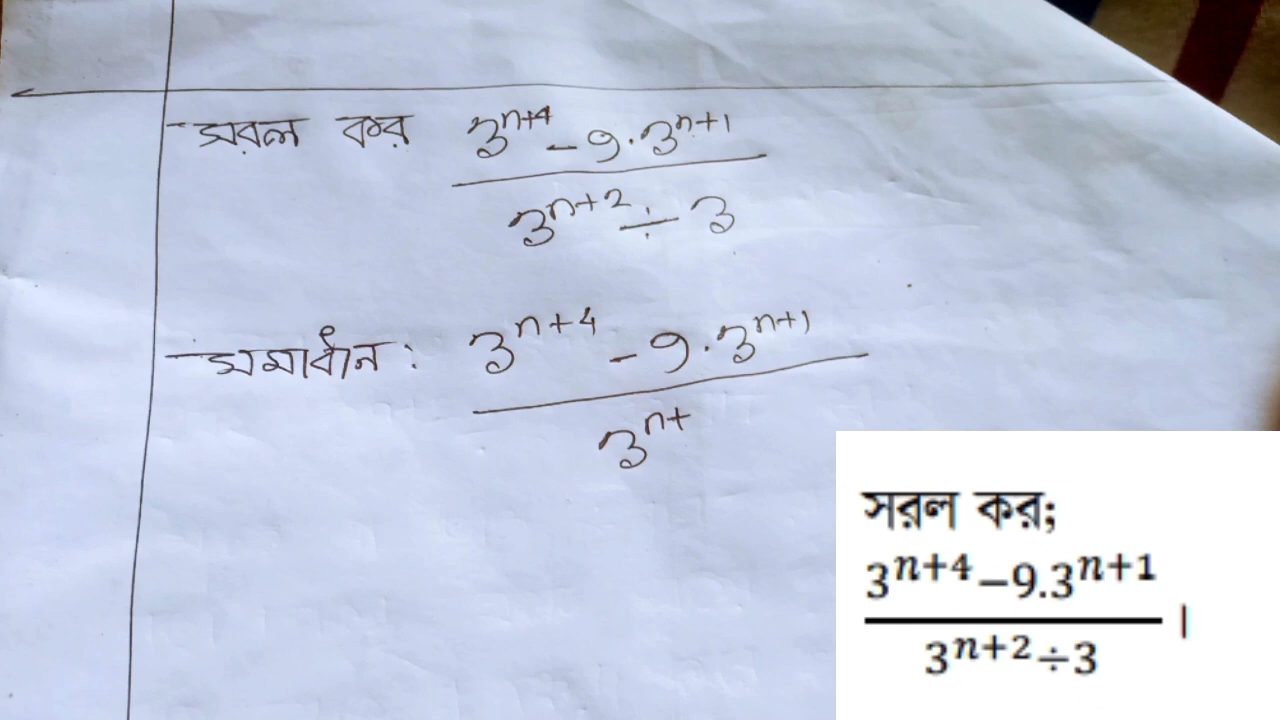 সরল কর 3^{n+4} - 9.3^{n+1}
3^{n+2} ÷ 3
সমাধান: 3^{n+4} - 9.3^{n+1}
3^{n+
সরল কর;
3^{n+4} –9.3^{n+1}
3^{n+2}÷3 ।